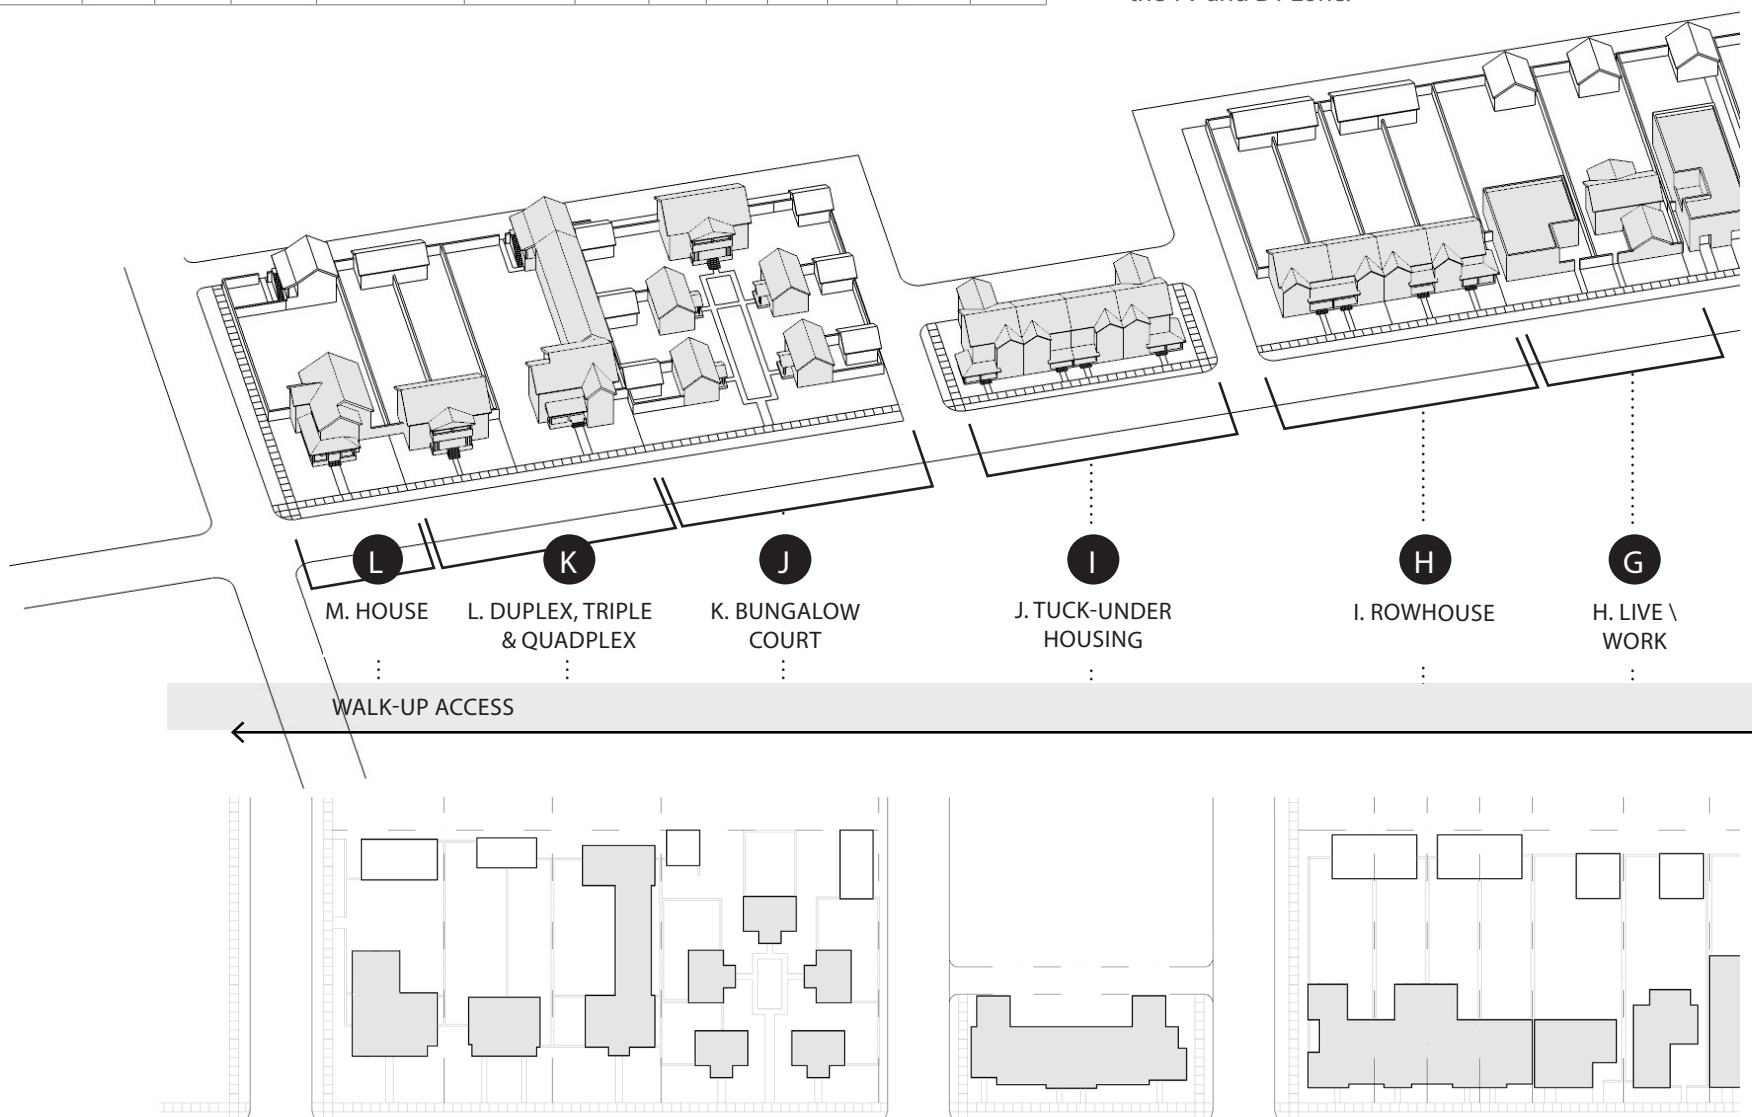 L
K
J
I
H
G
M. HOUSE
L. DUPLEX, TRIPLE
& QUADPLEX
K. BUNGALOW
COURT
J. TUCK-UNDER
HOUSING
I. ROWHOUSE
H. LIVE \
WORK
WALK-UP ACCESS